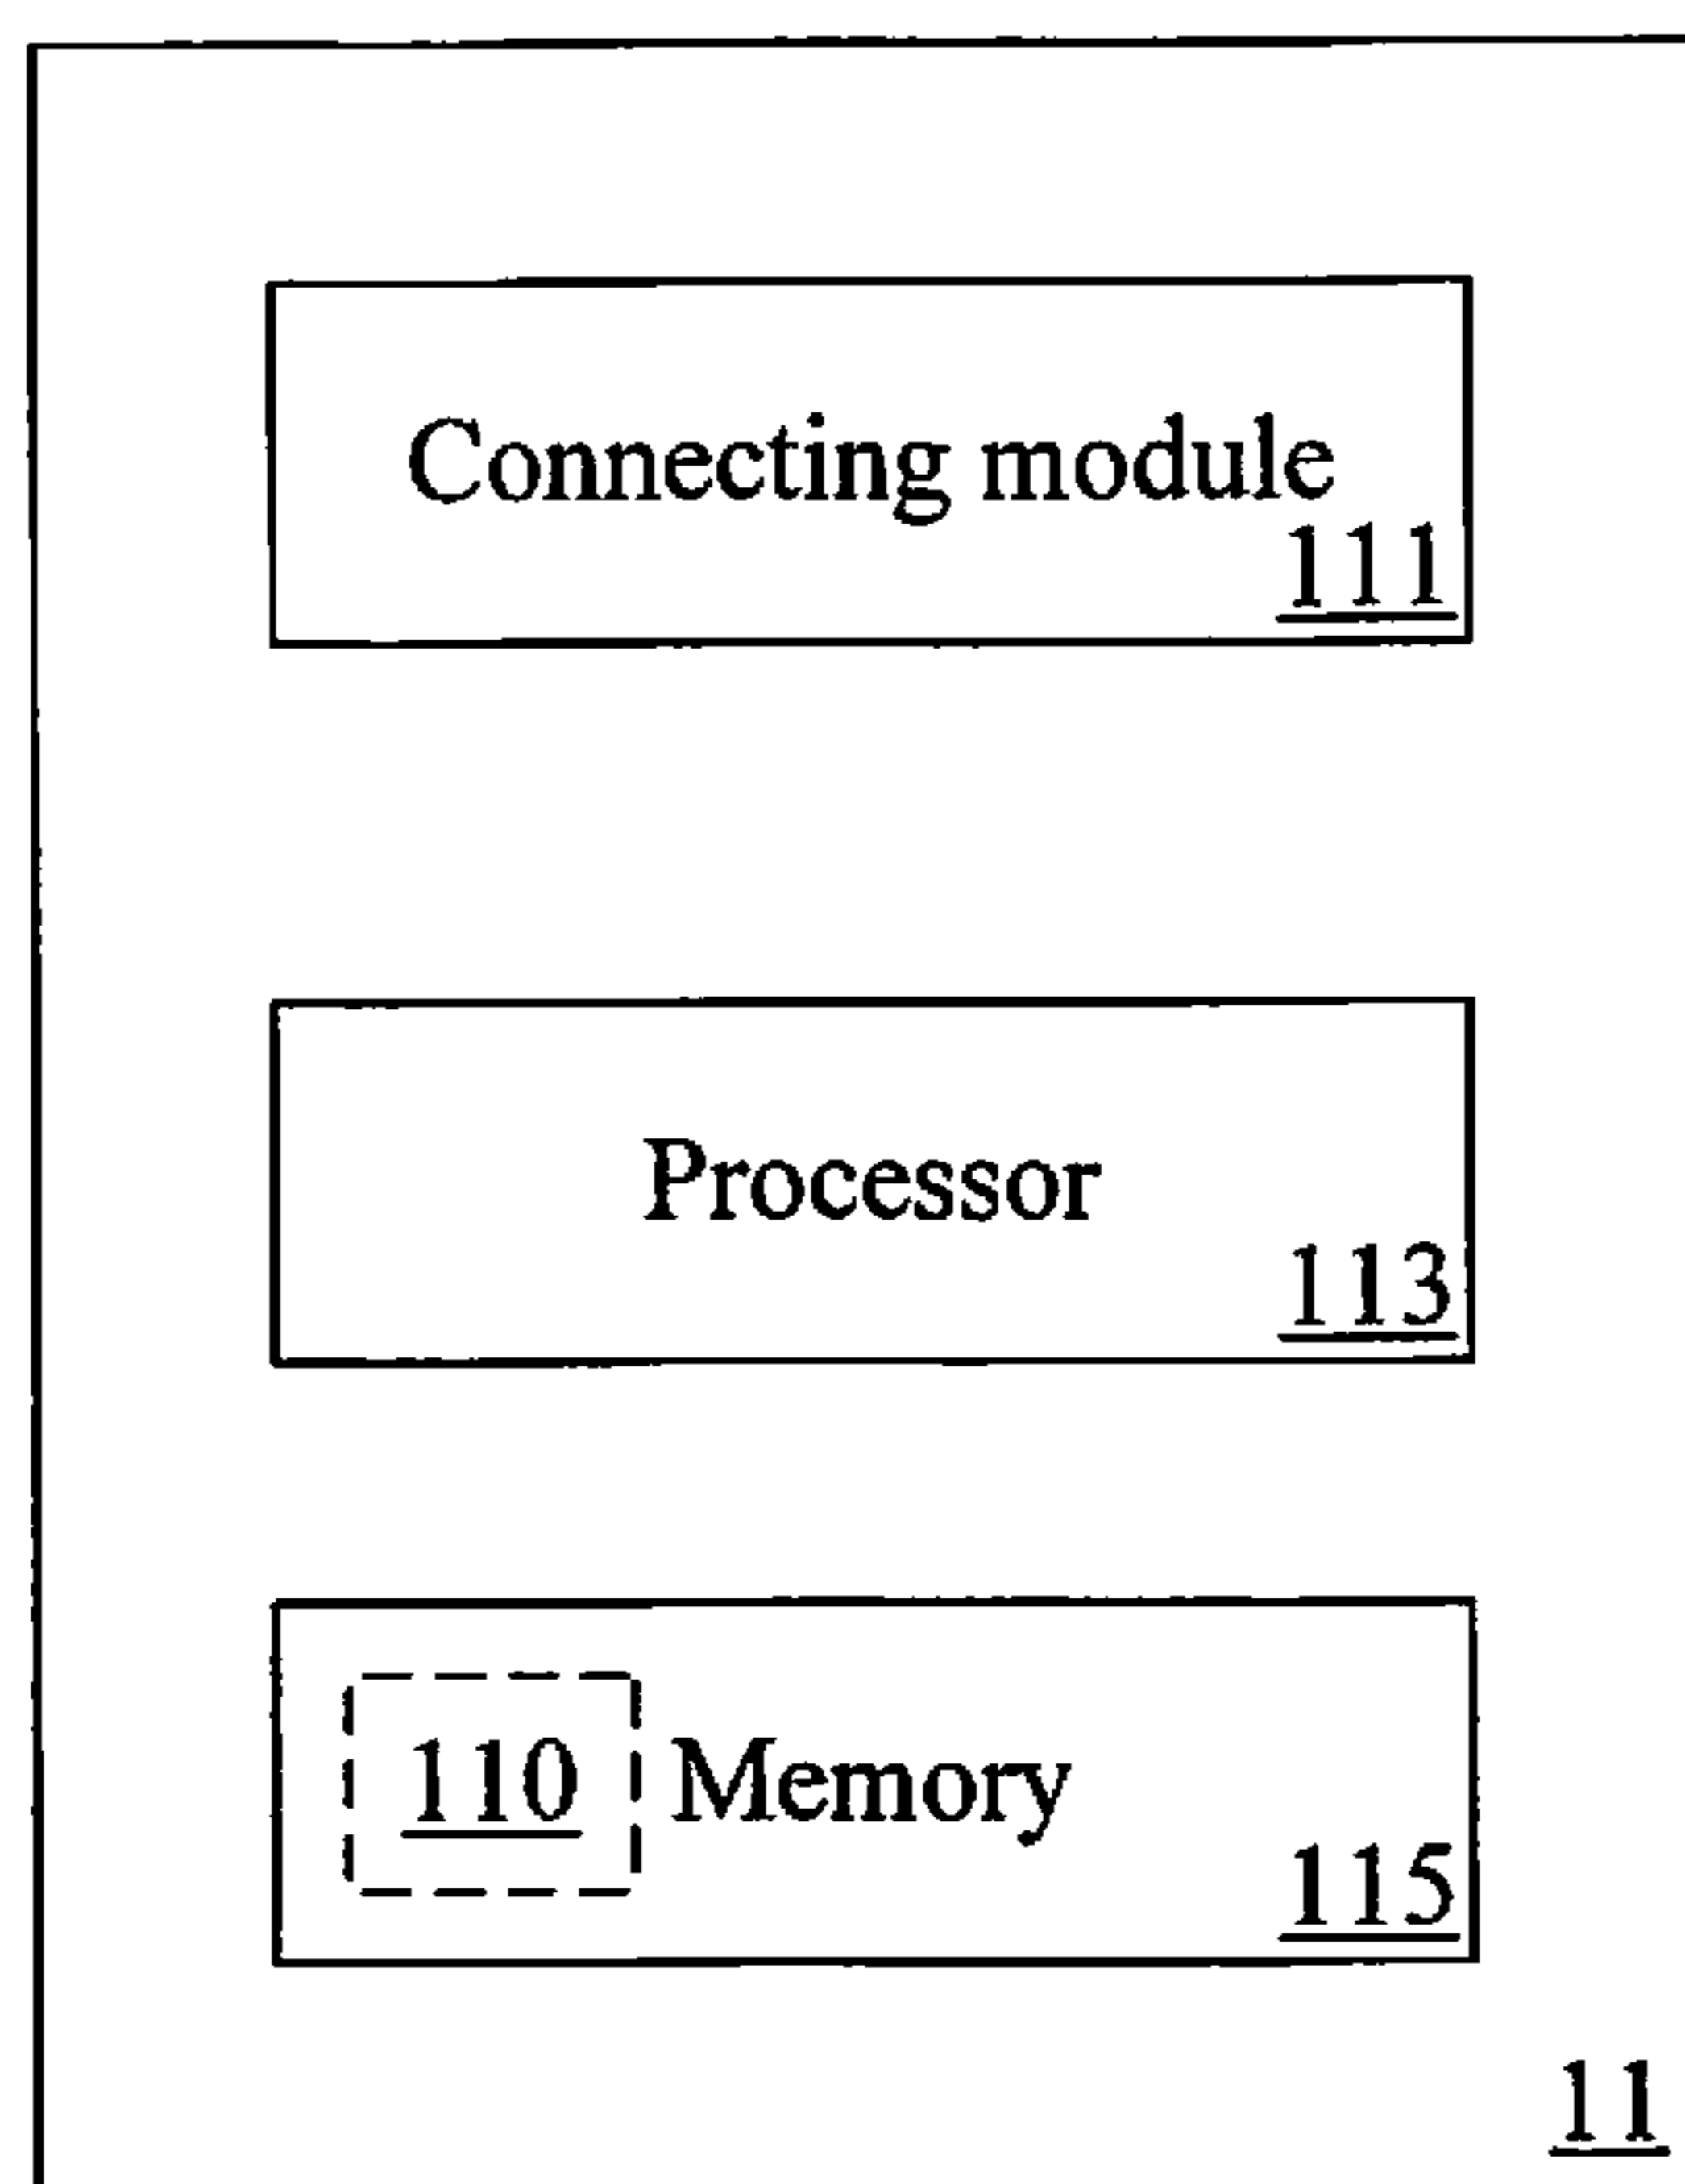 Connecting module
111
Processor
113
110 Memory
115
11